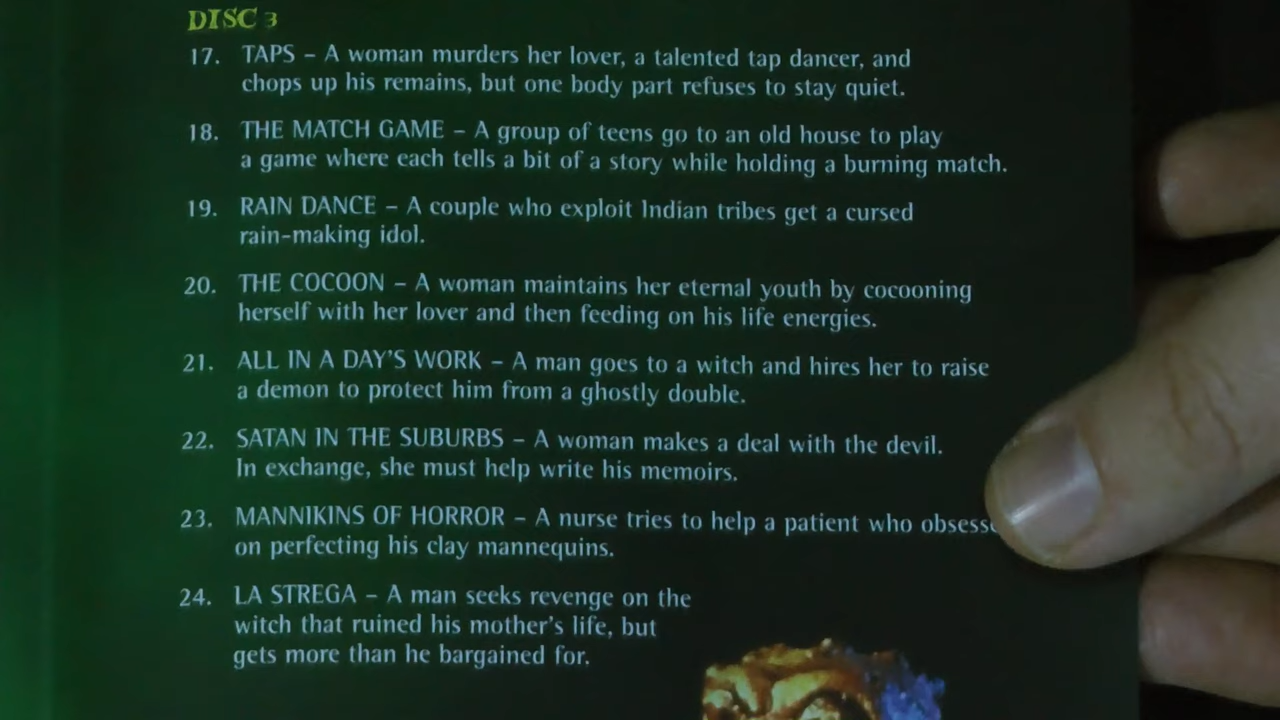 DISC 3
17. TAPS – A woman murders her lover, a talented tap dancer, and
chops up his remains, but one body part refuses to stay quiet.
18. THE MATCH GAME – A group of teens go to an old house to play
a game where each tells a bit of a story while holding a burning match.
19. RAIN DANCE – A couple who exploit Indian tribes get a cursed
rain-making idol.
20. THE COCOON – A woman maintains her eternal youth by cocooning
herself with her lover and then feeding on his life energies.
21. ALL IN A DAY'S WORK – A man goes to a witch and hires her to raise
a demon to protect him from a ghostly double.
22. SATAN IN THE SUBURBS – A woman makes a deal with the devil.
In exchange, she must help write his memoirs.
23. MANNIKINS OF HORROR – A nurse tries to help a patient who
on perfecting his clay mannequins.
24. LA STREGA – A man seeks revenge on the
witch that ruined his mother's life, but
gets more than he bargained for.